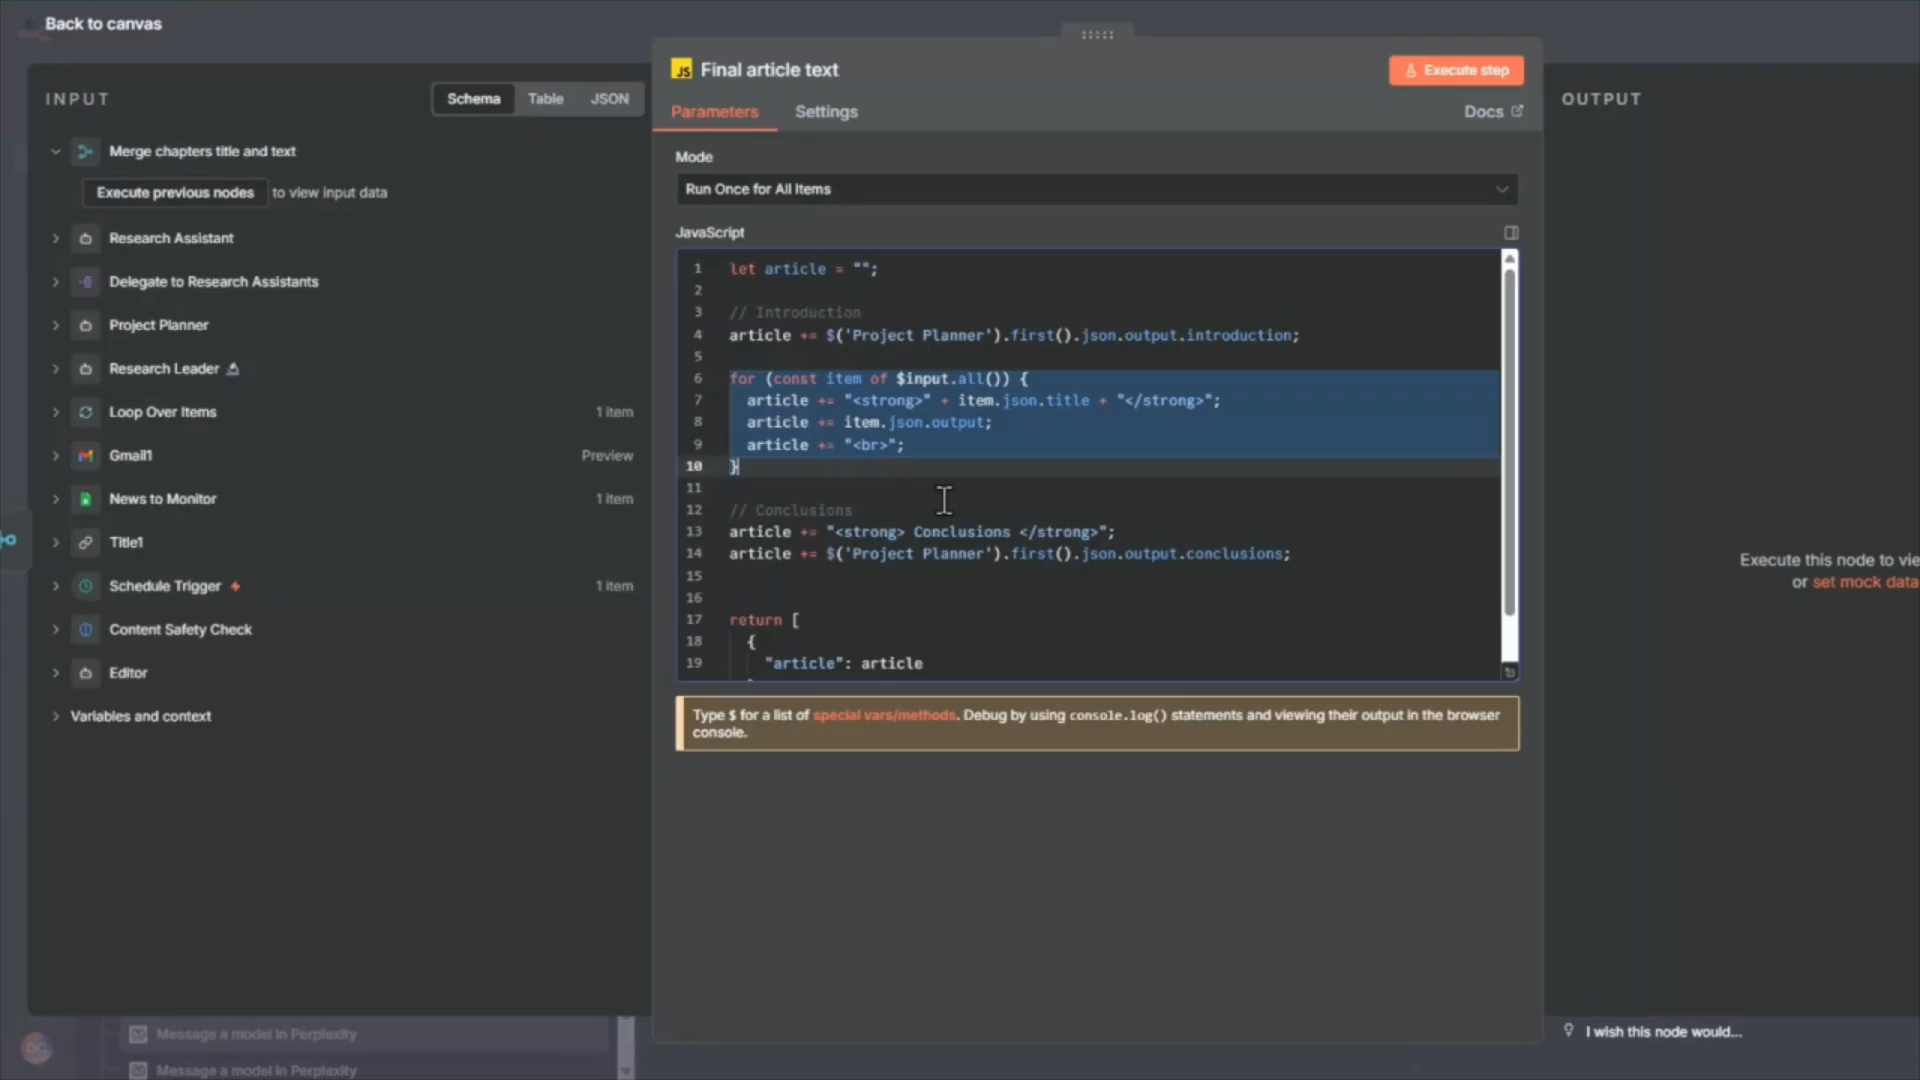 Back to canvas
INPUT
Schema Table JSON
Merge chapters title and text
Execute previous nodes to view input data
Research Assistant
Delegate to Research Assistants
Project Planner
Research Leader
Loop Over Items 1 item
Gmail1 Preview
News to Monitor 1 item
Title1
Schedule Trigger 1 item
Content Safety Check
Editor
Variables and context
Message a model in Perplexity
Message a model in Perplexity
DC
JS Final article text
Execute step
Parameters Settings Docs
Mode
Run Once for All Items
JavaScript
1 let article = "";
2
3 // Introduction
4 article += $('Project Planner').first().json.output.introduction;
5
6 for (const item of $input.all()) {
7 article += "<strong>" + item.json.title + "</strong>";
8 article += item.json.output;
9 article += "<br>";
10 }
11
12 // Conclusions
13 article += "<strong> Conclusions </strong>";
14 article += $('Project Planner').first().json.output.conclusions;
15
16
17 return [
18 {
19 "article": article
Type $ for a list of special vars/methods. Debug by using console.log() statements and viewing their output in the browser
console.
OUTPUT
Execute this node to vie
or set mock data
I wish this node would...